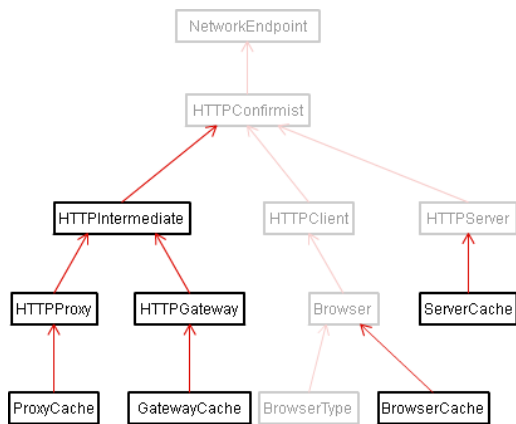 NetworkEndpoint
HTTPConfirmist
HTTPIntermediate
HTTPClient
HTTPServer
HTTPProxy
HTTPGateway
Browser
ServerCache
ProxyCache
GatewayCache
BrowserType
BrowserCache